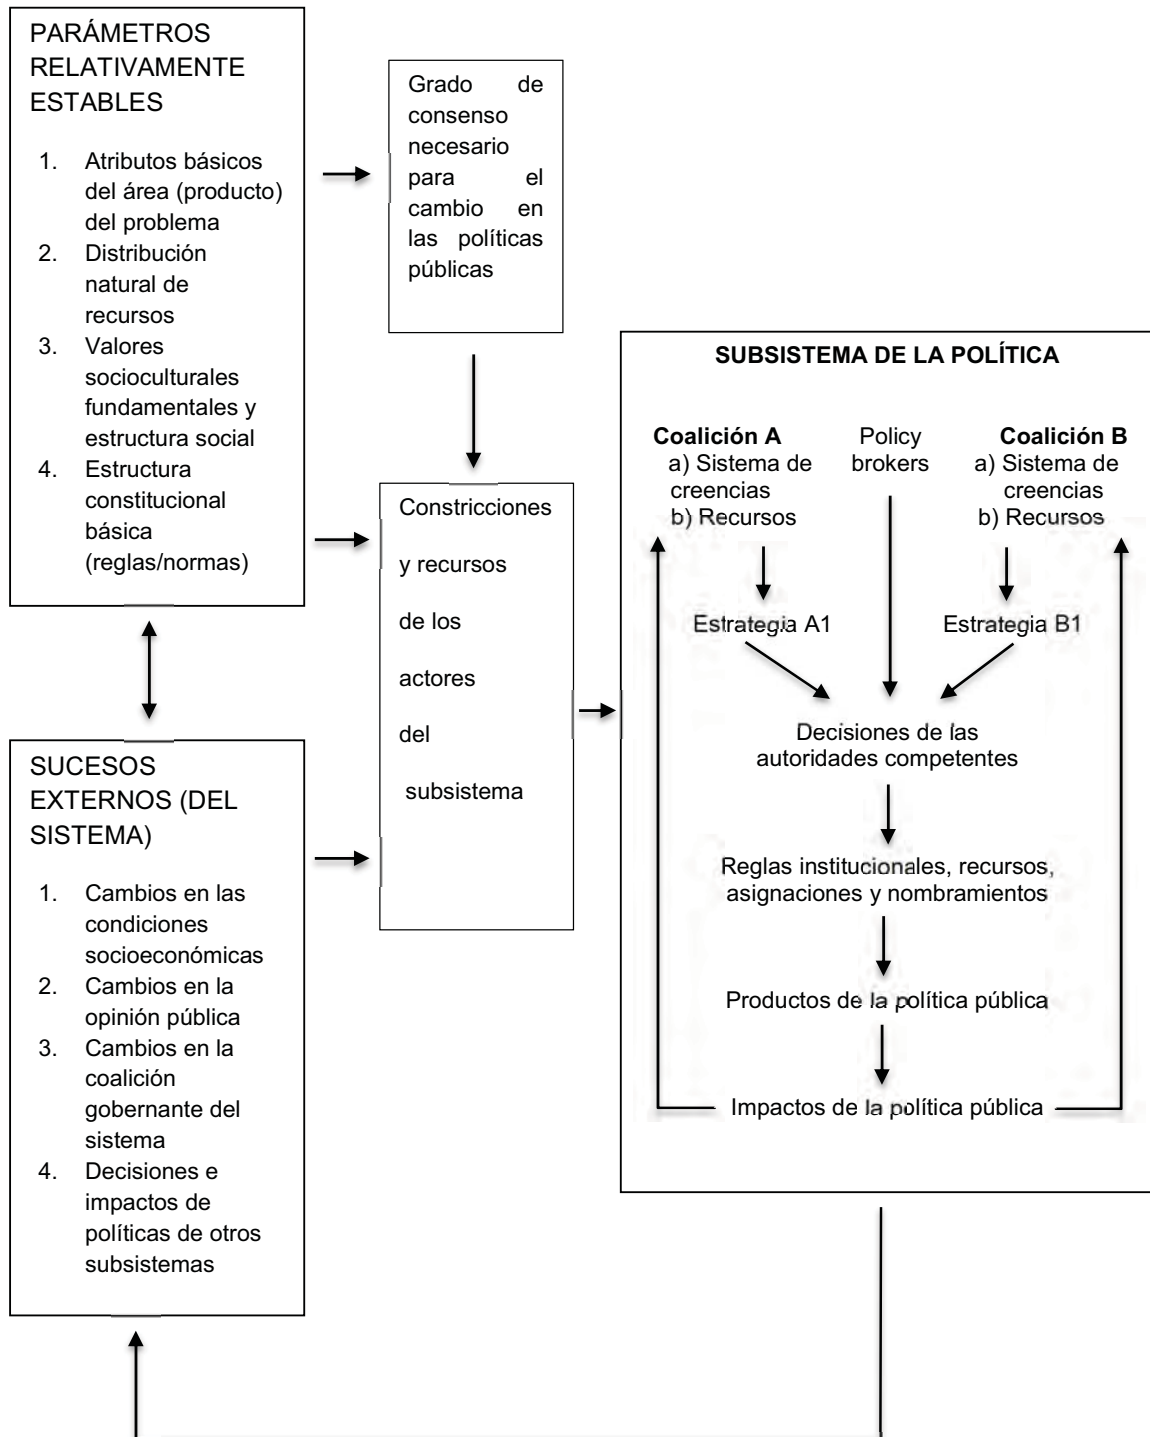 PARÁMETROS
RELATIVAMENTE
ESTABLES
1. Atributos básicos
del área (producto)
del problema
2. Distribución
natural de
recursos
3. Valores
socioculturales
fundamentales y
estructura social
4. Estructura
constitucional
básica
(reglas/normas)
SUCESOS
EXTERNOS (DEL
SISTEMA)
1. Cambios en las
condiciones
socioeconómicas
2. Cambios en la
opinión pública
3. Cambios en la
coalición
gobernante del
sistema
4. Decisiones e
impactos de
políticas de otros
subsistemas
Grado de
consenso
necesario
para el
cambio en
las políticas
públicas
Constricciones
y recursos
de los
actores
del
subsistema
SUBSISTEMA DE LA POLÍTICA
Coalición A
a) Sistema de
creencias
b) Recursos
Policy
brokers
Coalición B
a) Sistema de
creencias
b) Recursos
Estrategia A1
Estrategia B1
Decisiones de las
autoridades competentes
Reglas institucionales, recursos,
asignaciones y nombramientos
Productos de la política pública
Impactos de la política pública